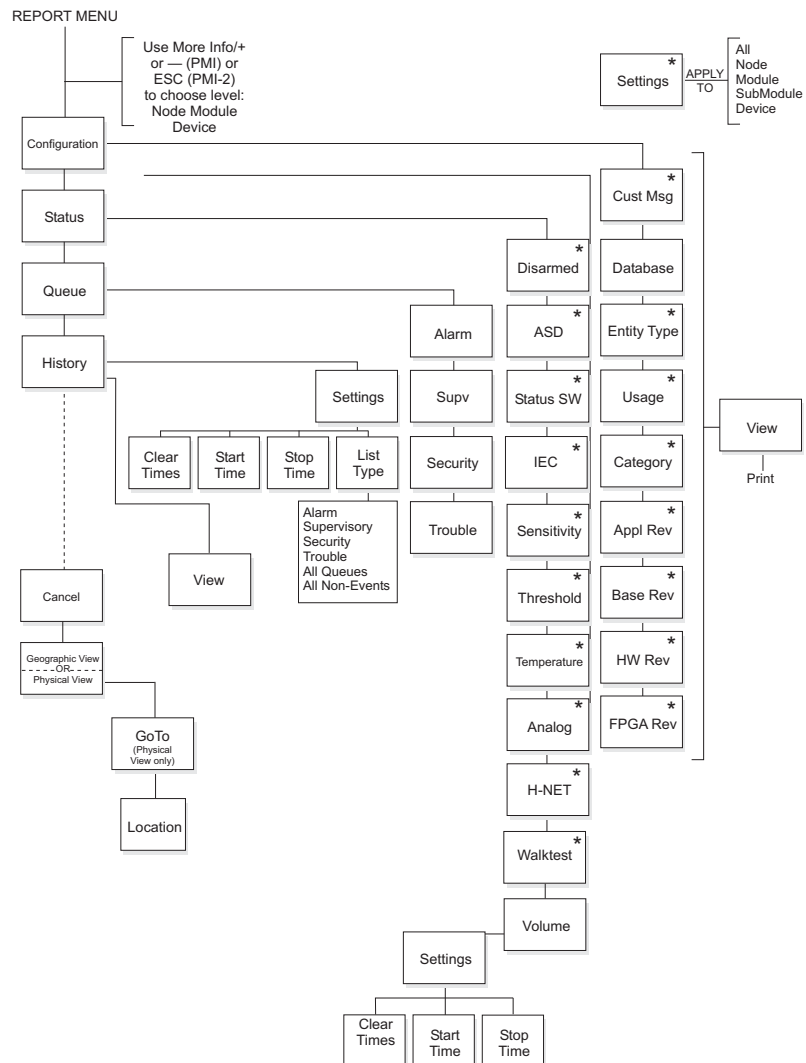 REPORT MENU
Use More Info/+
or — (PMI) or
ESC (PMI-2)
to choose level:
Node Module
Device
*
Settings
APPLY
TO
All
Node
Module
SubModule
Device
Configuration
Status
Queue
History
Cancel
Geographic View
OR
Physical View
GoTo
(Physical
View only)
Location
View
Settings
Clear
Times
Start
Time
Stop
Time
List
Type
Alarm
Supervisory
Security
Trouble
All Queues
All Non-Events
Alarm
Supv
Security
Trouble
*
Disarmed
*
ASD
*
Status SW
*
IEC
*
Sensitivity
*
Threshold
*
Temperature
*
Analog
*
H-NET
*
Walktest
Volume
Settings
Clear
Times
Start
Time
Stop
Time
*
Cust Msg
Database
*
Entity Type
*
Usage
*
Category
*
Appl Rev
*
Base Rev
*
HW Rev
*
FPGA Rev
View
Print